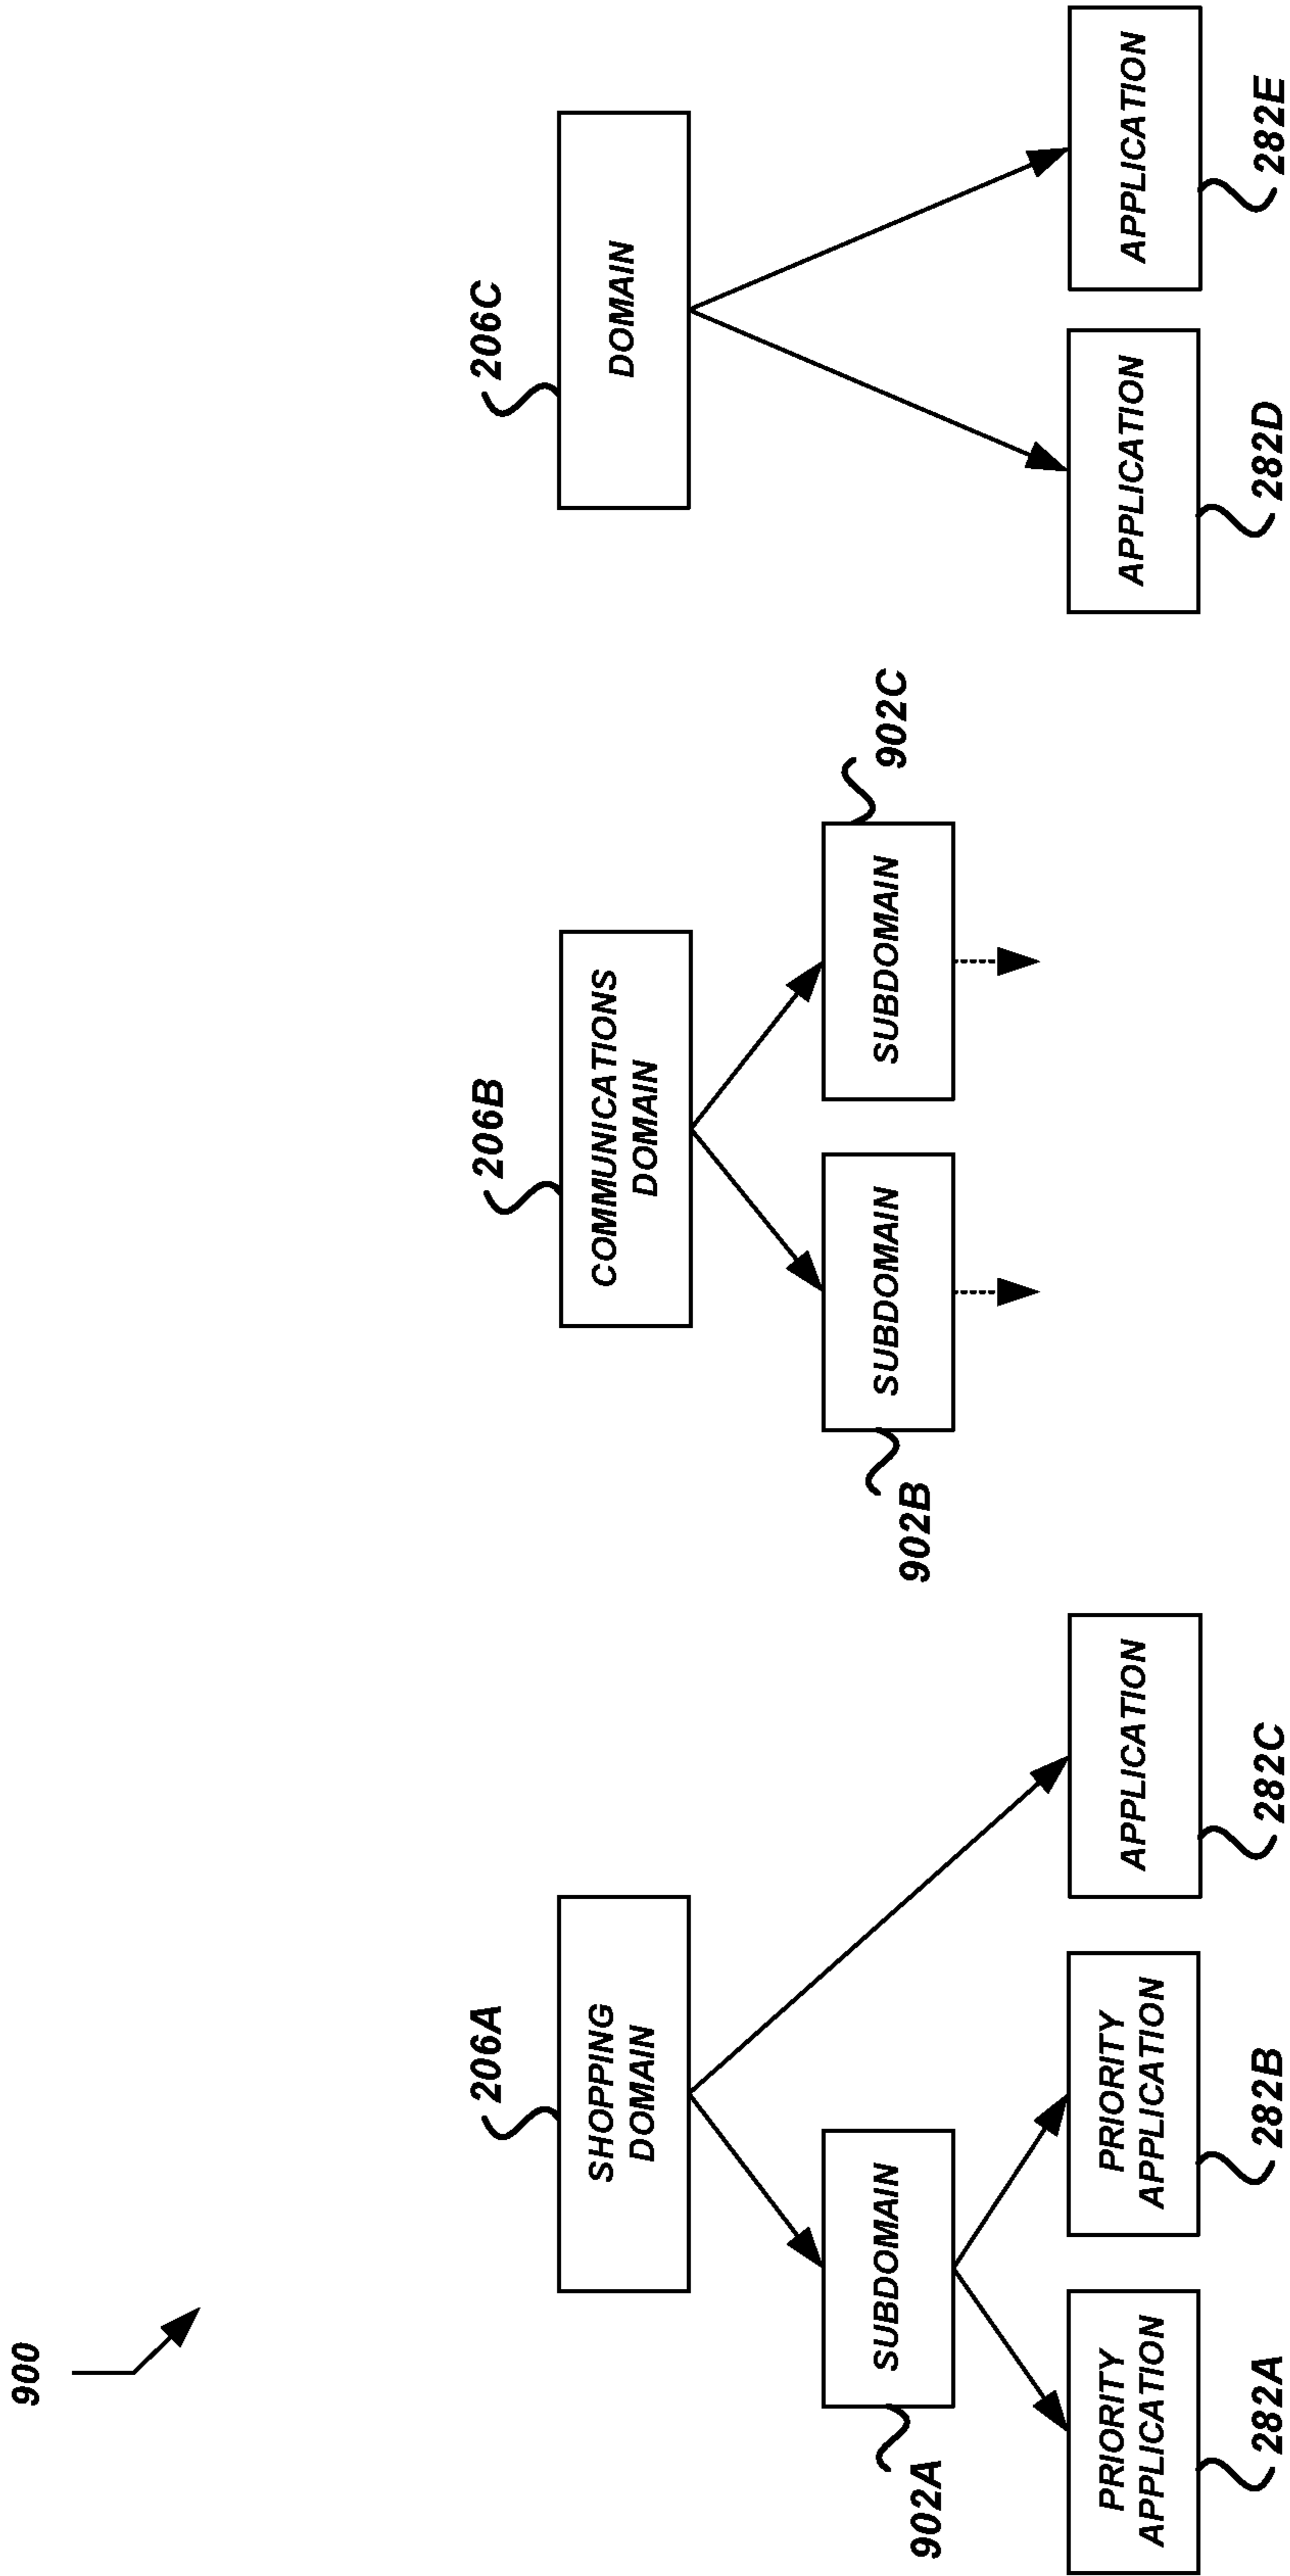 900
206A
SHOPPING
DOMAIN
206B
COMMUNICATIONS
DOMAIN
206C
DOMAIN
902A
SUBDOMAIN
902B
SUBDOMAIN
SUBDOMAIN
902C
PRIORITY
APPLICATION
282A
PRIORITY
APPLICATION
282B
APPLICATION
282C
APPLICATION
282D
APPLICATION
282E